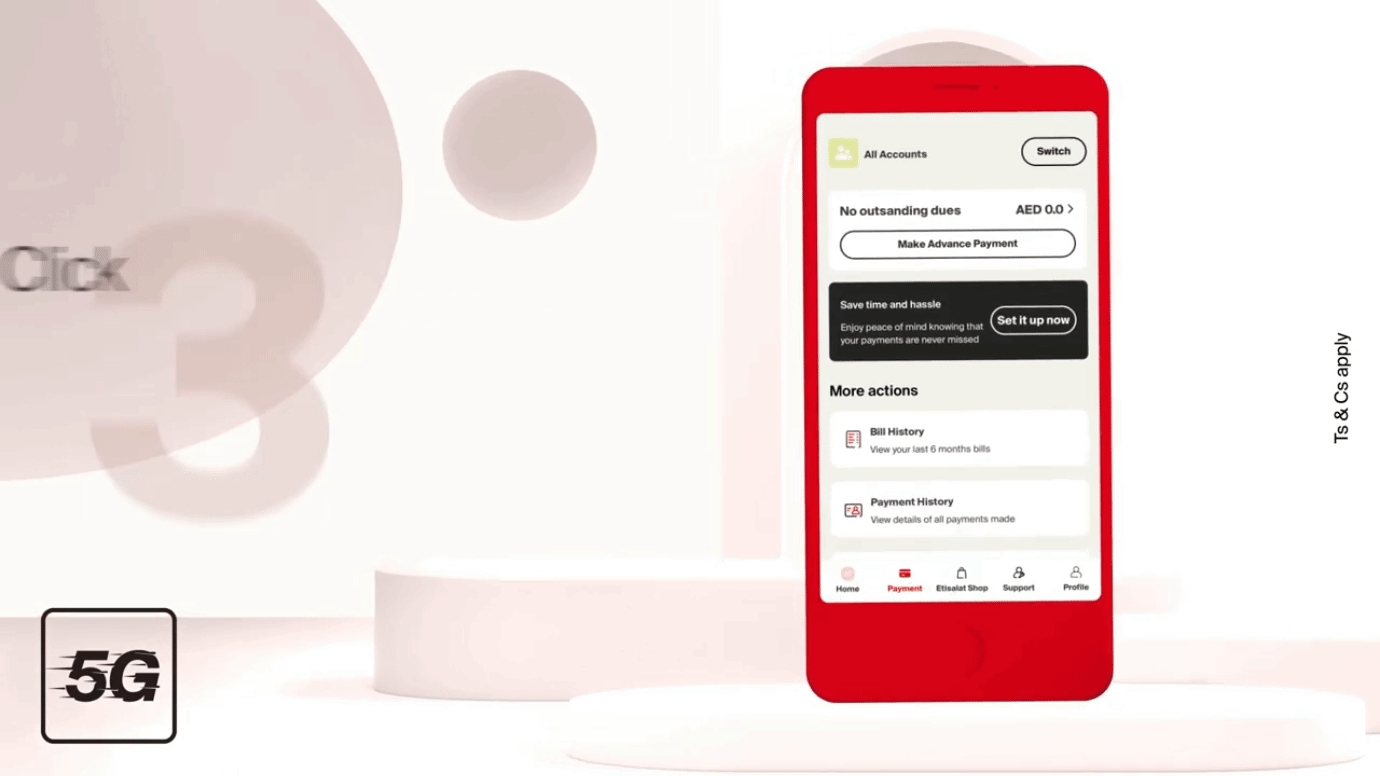 Click
3
All Accounts
Switch
No outsanding dues
AED 0.0 >
Make Advance Payment
Save time and hassle
Enjoy peace of mind knowing that
your payments are never missed
Set it up now
More actions
Bill History
View your last 6 months bills
Payment History
View details of all payments made
Home
Payment
Etisalat Shop
Support
Profile
5G
Ts & Cs apply